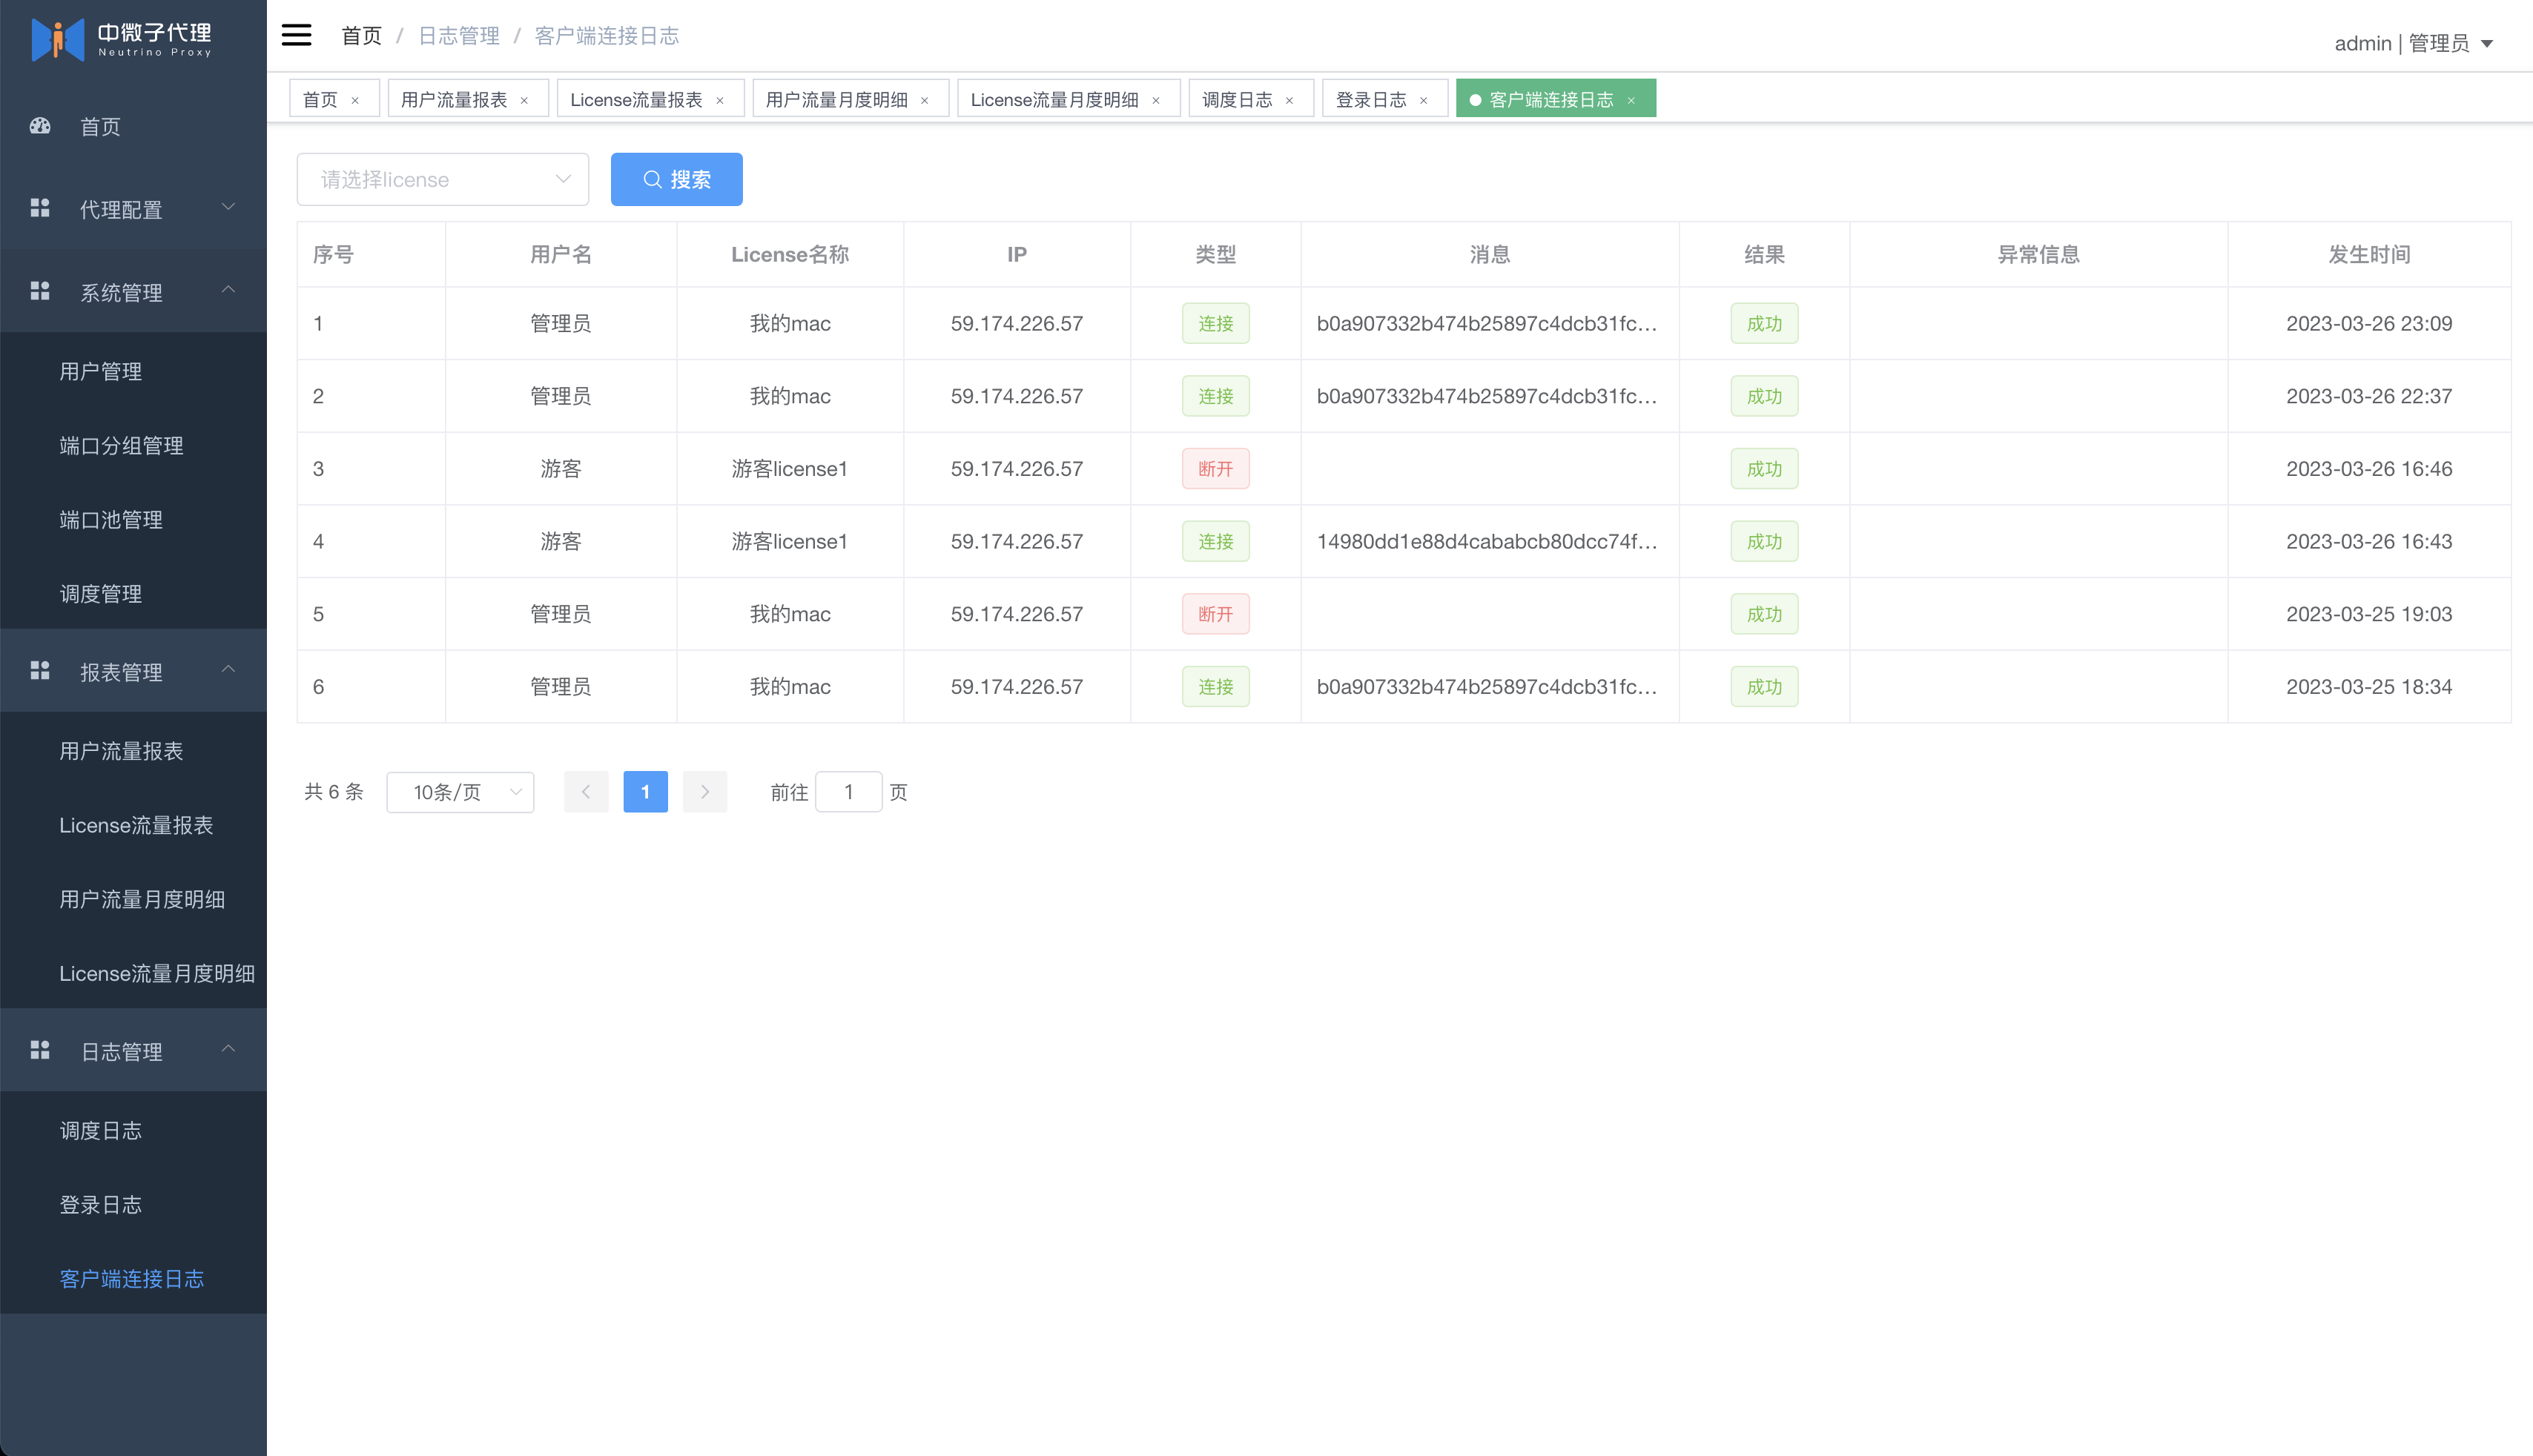 中微子代理
Neutrino Proxy
首页
代理配置
系统管理
用户管理
端口分组管理
端口池管理
调度管理
报表管理
用户流量报表
License流量报表
用户流量月度明细
License流量月度明细
日志管理
调度日志
登录日志
客户端连接日志
首页 / 日志管理 / 客户端连接日志
admin | 管理员
首页 × 用户流量报表 × License流量报表 × 用户流量月度明细 × License流量月度明细 × 调度日志 × 登录日志 × 客户端连接日志 ×
请选择license 搜索
序号 用户名 License名称 IP 类型 消息 结果 异常信息 发生时间
1 管理员 我的mac 59.174.226.57 连接 b0a907332b474b25897c4dcb31fc... 成功 2023-03-26 23:09
2 管理员 我的mac 59.174.226.57 连接 b0a907332b474b25897c4dcb31fc... 成功 2023-03-26 22:37
3 游客 游客license1 59.174.226.57 断开 成功 2023-03-26 16:46
4 游客 游客license1 59.174.226.57 连接 14980dd1e88d4cababcb80dcc74f... 成功 2023-03-26 16:43
5 管理员 我的mac 59.174.226.57 断开 成功 2023-03-25 19:03
6 管理员 我的mac 59.174.226.57 连接 b0a907332b474b25897c4dcb31fc... 成功 2023-03-25 18:34
共 6 条 10条/页 1 前往 1 页